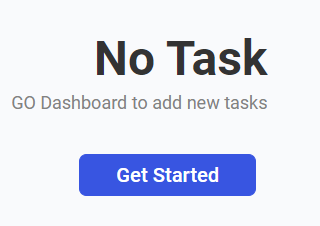 No Task
GO Dashboard to add new tasks
Get Started